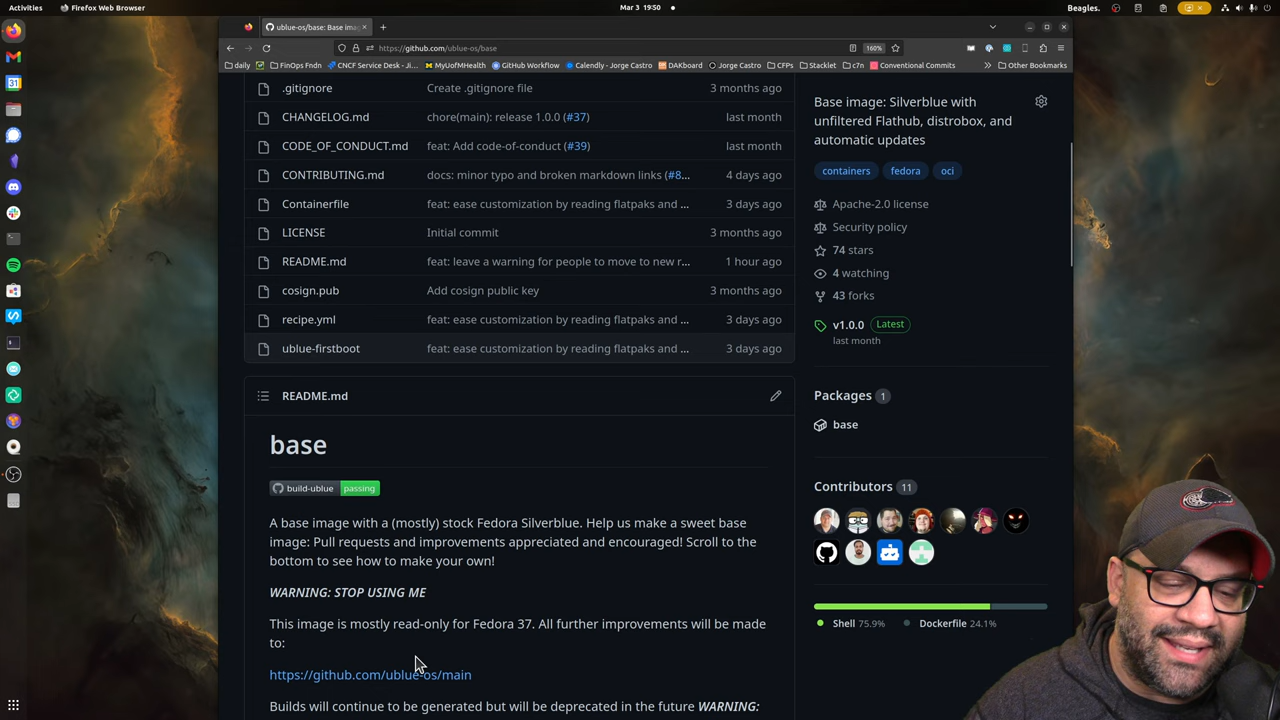 Activities
Firefox Web Browser
Mar 3 19:50
Beagles.
ublue-os/base: Base ima
https://github.com/ublue-os/base
160%
daily
FinOps Fndn
CNCF Service Desk - Ji...
MyUofMHealth
GitHub Workflow
Calendly - Jorge Castro
DAKboard
Jorge Castro
CFPs
Stacklet
c7n
Conventional Commits
Other Bookmarks
.gitignore Create .gitignore file 3 months ago
CHANGELOG.md chore(main): release 1.0.0 (#37) last month
CODE_OF_CONDUCT.md feat: Add code-of-conduct (#39) last month
CONTRIBUTING.md docs: minor typo and broken markdown links (#8... 4 days ago
Containerfile feat: ease customization by reading flatpaks and ... 3 days ago
LICENSE Initial commit 3 months ago
README.md feat: leave a warning for people to move to new r... 1 hour ago
cosign.pub Add cosign public key 3 months ago
recipe.yml feat: ease customization by reading flatpaks and ... 3 days ago
ublue-firstboot feat: ease customization by reading flatpaks and ... 3 days ago
README.md
base
build-ublue passing
A base image with a (mostly) stock Fedora Silverblue. Help us make a sweet base
image: Pull requests and improvements appreciated and encouraged! Scroll to the
bottom to see how to make your own!
WARNING: STOP USING ME
This image is mostly read-only for Fedora 37. All further improvements will be made
to:
https://github.com/ublue-os/main
Builds will continue to be generated but will be deprecated in the future WARNING:
Base image: Silverblue with
unfiltered Flathub, distrobox, and
automatic updates
containers fedora oci
Apache-2.0 license
Security policy
74 stars
4 watching
43 forks
v1.0.0 Latest
last month
Packages 1
base
Contributors 11
Shell 75.9% Dockerfile 24.1%